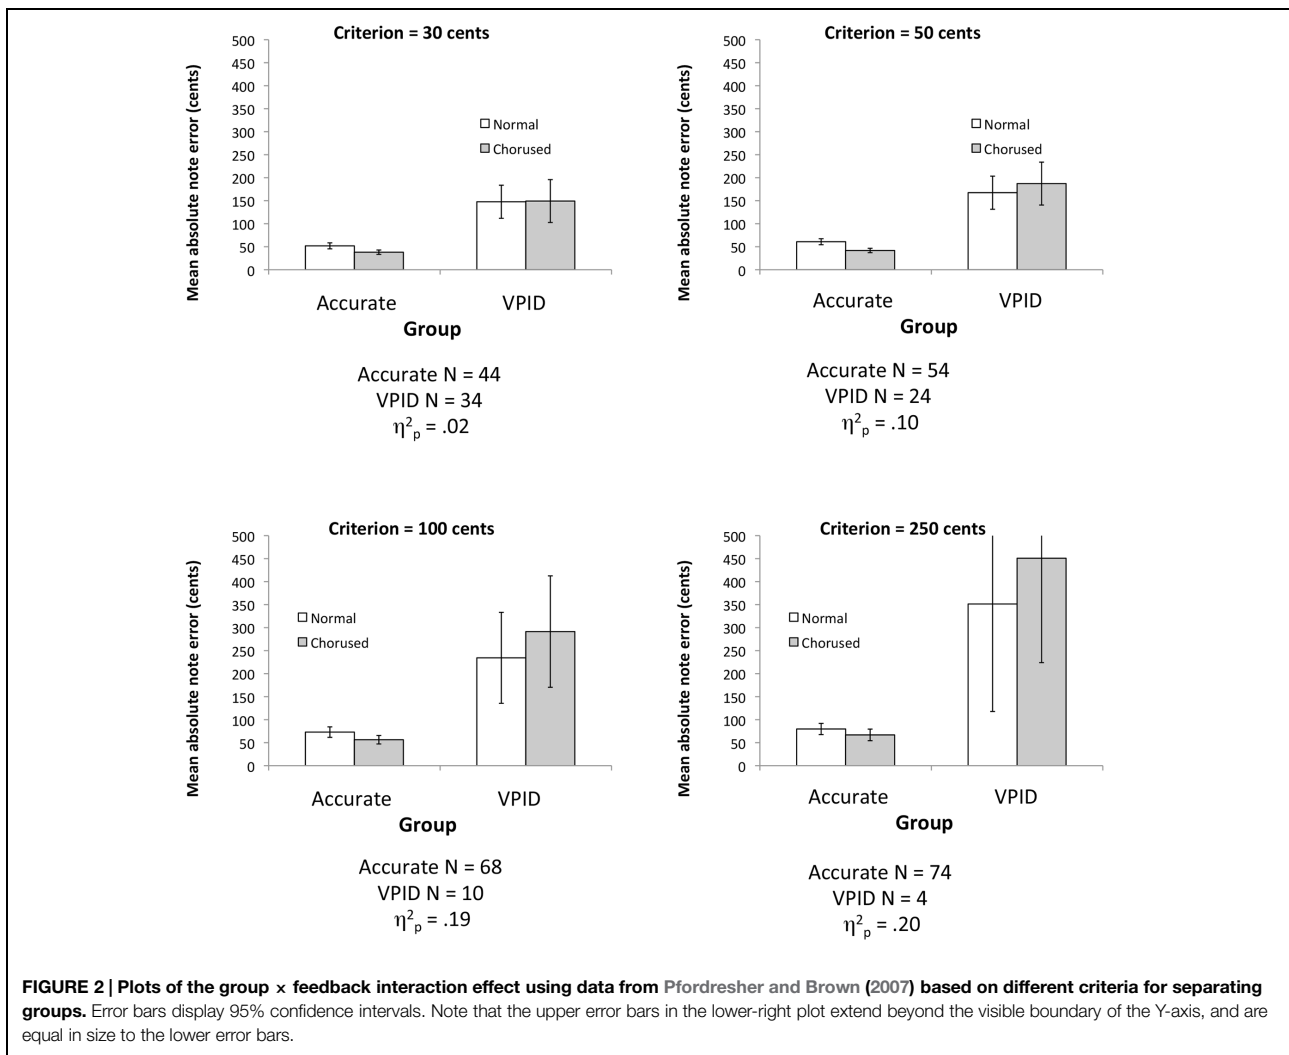 Criterion = 30 cents
Mean absolute note error (cents)
500
450
400
350
300
250
200
150
100
50
0
Normal
Chorused
Accurate
VPID
Group
Accurate N = 44
VPID N = 34
η²ₚ = .02
Criterion = 50 cents
Mean absolute note error (cents)
500
450
400
350
300
250
200
150
100
50
0
Normal
Chorused
Accurate
VPID
Group
Accurate N = 54
VPID N = 24
η²ₚ = .10
Criterion = 100 cents
Mean absolute note error (cents)
500
450
400
350
300
250
200
150
100
50
0
Normal
Chorused
Accurate
VPID
Group
Accurate N = 68
VPID N = 10
η²ₚ = .19
Criterion = 250 cents
Mean absolute note error (cents)
500
450
400
350
300
250
200
150
100
50
0
Normal
Chorused
Accurate
VPID
Group
Accurate N = 74
VPID N = 4
η²ₚ = .20
FIGURE 2 | Plots of the group × feedback interaction effect using data from Pfordresher and Brown (2007) based on different criteria for separating
groups. Error bars display 95% confidence intervals. Note that the upper error bars in the lower-right plot extend beyond the visible boundary of the Y-axis, and are
equal in size to the lower error bars.